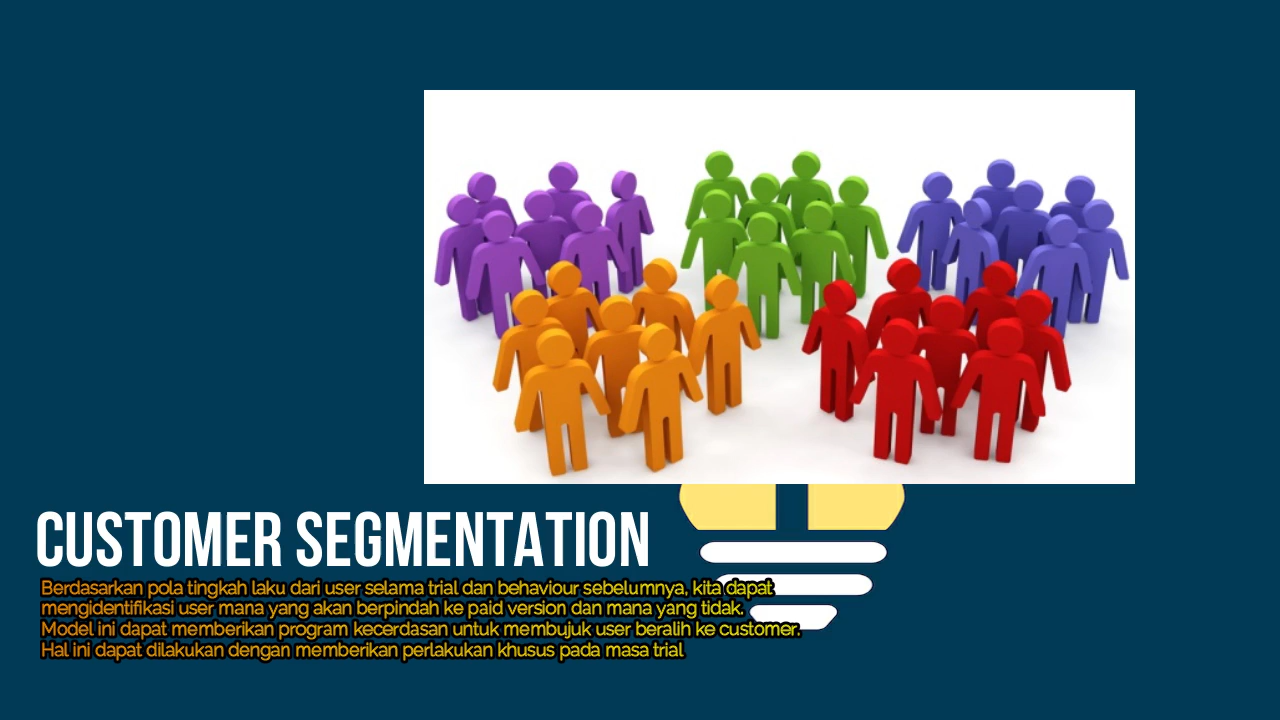 CUSTOMER SEGMENTATION
Berdasarkan pola tingkah laku dari user selama trial dan behaviour sebelumnya, kita dapat
mengidentifikasi user mana yang akan berpindah ke paid version dan mana yang tidak.
Model ini dapat memberikan program kecerdasan untuk membujuk user beralih ke customer.
Hal ini dapat dilakukan dengan memberikan perlakukan khusus pada masa trial